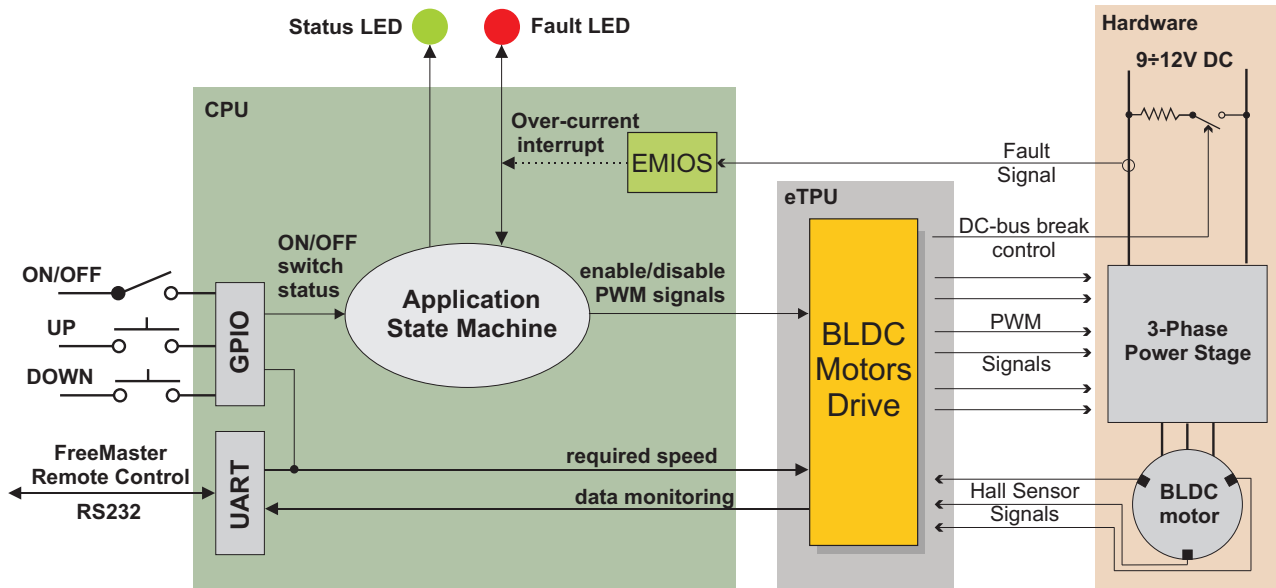 Status LED
Fault LED
Hardware
9÷12V DC
CPU
Over-current
interrupt
EMIOS
Fault
Signal
eTPU
DC-bus break
control
ON/OFF
switch
status
enable/disable
PWM signals
ON/OFF
UP
DOWN
GPIO
Application
State Machine
BLDC
Motors
Drive
PWM
Signals
3-Phase
Power Stage
FreeMaster
Remote Control
RS232
UART
required speed
data monitoring
Hall Sensor
Signals
BLDC
motor